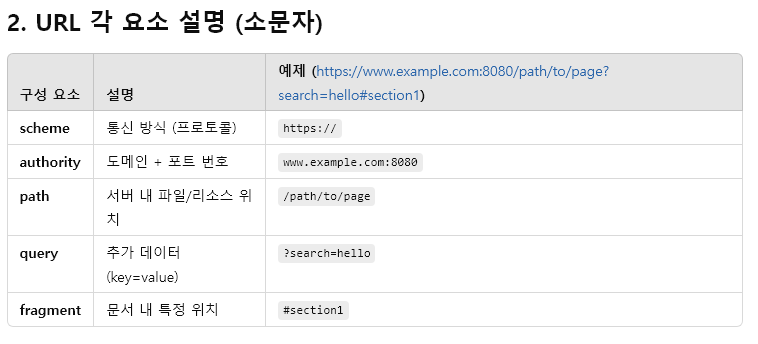 2. URL 각 요소 설명 (소문자)
예제 (https://www.example.com:8080/path/to/page?
구성 요소 설명 search=hello#section1)
scheme 통신 방식 (프로토콜) https://
authority 도메인 + 포트 번호 www.example.com:8080
path 서버 내 파일/리소스 위 /path/to/page
치
query 추가 데이터 ?search=hello
(key=value)
fragment 문서 내 특정 위치 #section1